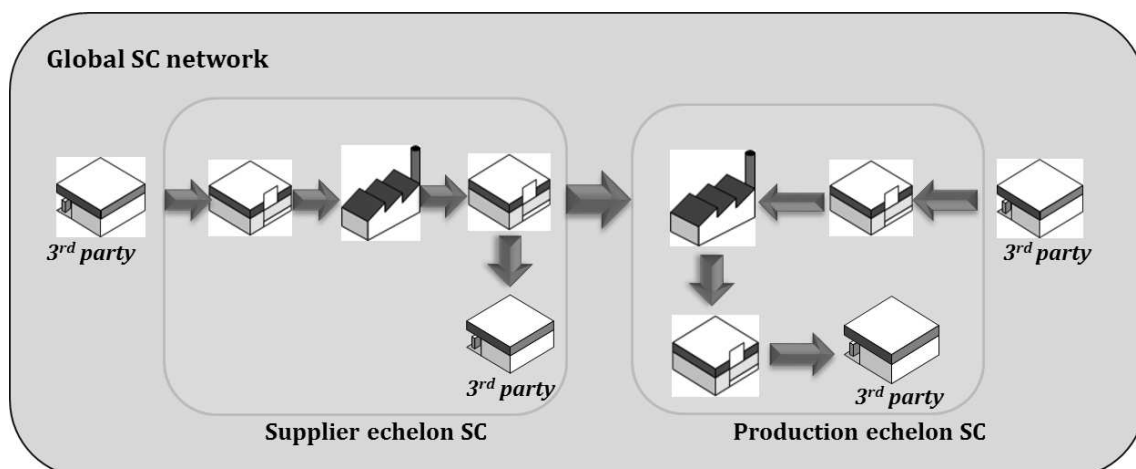 Global SC network
3rd party
3rd party
3rd party
3rd party
Supplier echelon SC
Production echelon SC